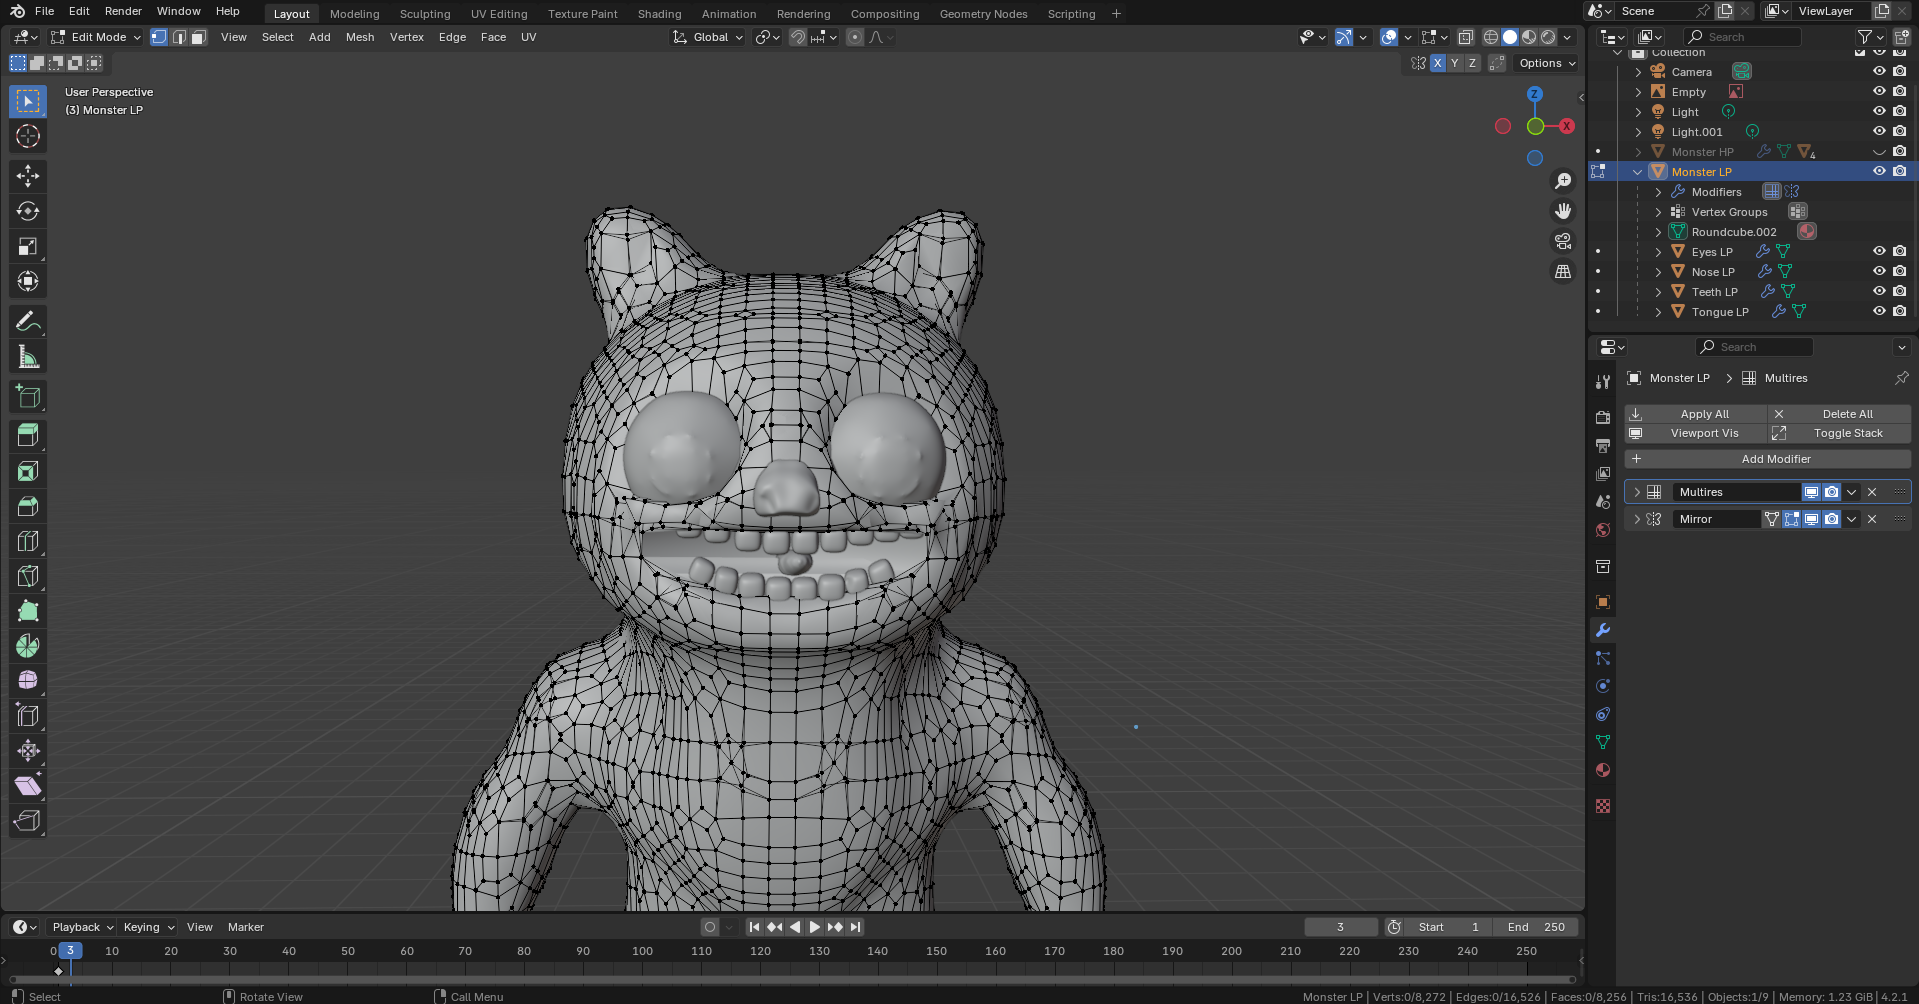 File Edit Render Window Help Layout Modeling Sculpting UV Editing Texture Paint Shading Animation Rendering Compositing Geometry Nodes Scripting + Scene ViewLayer
Edit Mode View Select Add Mesh Vertex Edge Face UV Global Search
X Y Z Options
User Perspective
(3) Monster LP
Z
X
Collection
Camera
Empty
Light
Light.001
Monster HP 4
Monster LP
Modifiers
Vertex Groups
Roundcube.002
Eyes LP
Nose LP
Teeth LP
Tongue LP
Search
Monster LP > Multires
Apply All Delete All
Viewport Vis Toggle Stack
Add Modifier
Multires
Mirror
Playback Keying View Marker 3 Start 1 End 250
0 3 10 20 30 40 50 60 70 80 90 100 110 120 130 140 150 160 170 180 190 200 210 220 230 240 250
Select Rotate View Call Menu Monster LP | Verts:0/8,272 | Edges:0/16,526 | Faces:0/8,256 | Tris:16,536 | Objects:1/9 | Memory: 1.23 GiB | 4.2.1